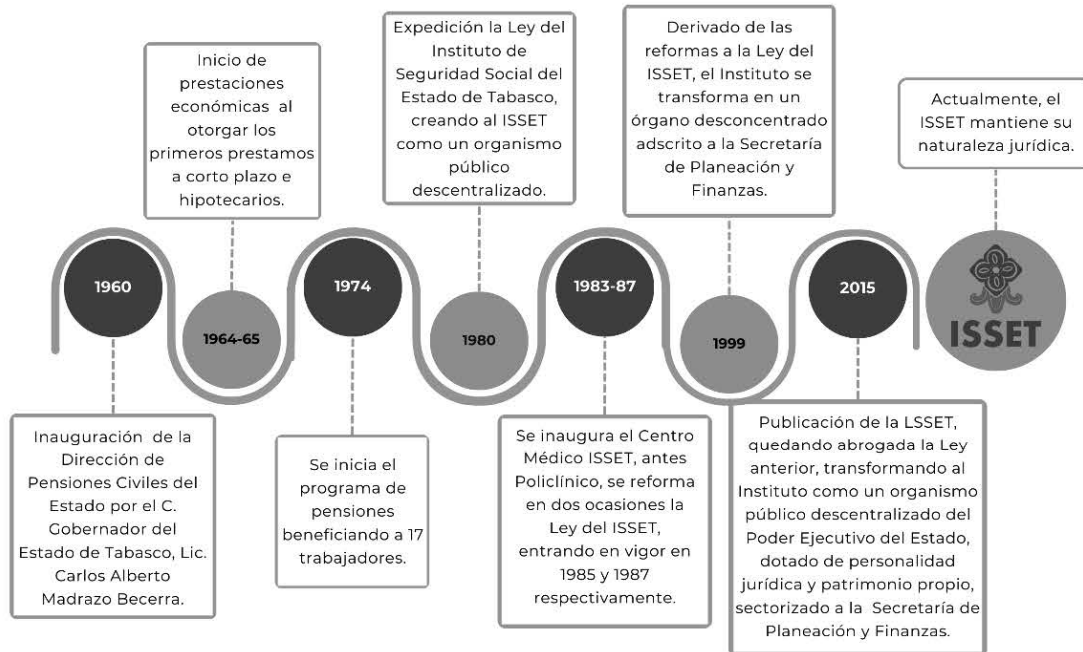 1960
Inauguración de la
Dirección de
Pensiones Civiles del
Estado por el C.
Gobernador del
Estado de Tabasco, Lic.
Carlos Alberto
Madrazo Becerra.
Inicio de
prestaciones
económicas al
otorgar los
primeros prestamos
a corto plazo e
hipotecarios.
1964-65
1974
Se inicia el
programa de
pensiones
beneficiando a 17
trabajadores.
Expedición la Ley del
Instituto de
Seguridad Social del
Estado de Tabasco,
creando al ISSET
como un organismo
público
descentralizado.
1980
1983-87
Se inaugura el Centro
Médico ISSET, antes
Policlínico, se reforma
en dos ocasiones la
Ley del ISSET,
entrando en vigor en
1985 y 1987
respectivamente.
Derivado de
las reformas a la Ley del
ISSET, el Instituto se
transforma en un
órgano desconcentrado
adscrito a la Secretaría
de Planeación y
Finanzas.
1999
2015
Publicación de la LSSET,
quedando abrogada la Ley
anterior, transformando al
Instituto como un organismo
público descentralizado del
Poder Ejecutivo del Estado,
dotado de personalidad
jurídica y patrimonio propio,
sectorizado a la Secretaría de
Planeación y Finanzas.
Actualmente, el
ISSET mantiene su
naturaleza jurídica.
ISSET